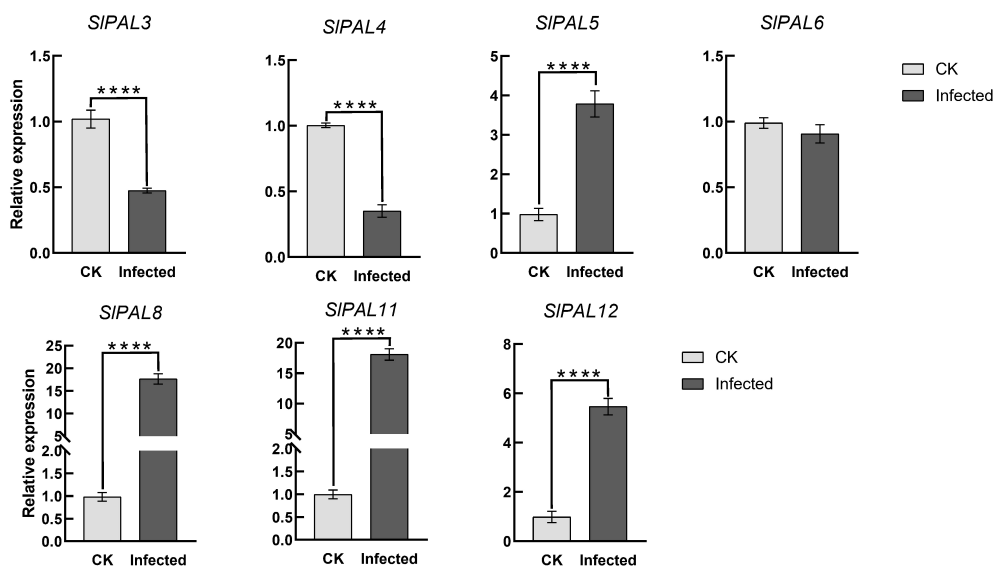 SlPAL3
SlPAL4
SlPAL5
SlPAL6
Relative expression
1.5
1.0
0.5
0.0
****
CK Infected
1.5
1.0
0.5
0.0
****
CK Infected
5
4
3
2
1
0
****
CK Infected
1.5
1.0
0.5
0.0
CK Infected
CK
Infected
SlPAL8
SlPAL11
SlPAL12
Relative expression
25
20
15
10
5
2.0
1.5
1.0
0.5
0.0
****
CK Infected
20
15
10
5
2.0
1.5
1.0
0.5
0.0
****
CK Infected
8
6
4
2
0
****
CK Infected
CK
Infected